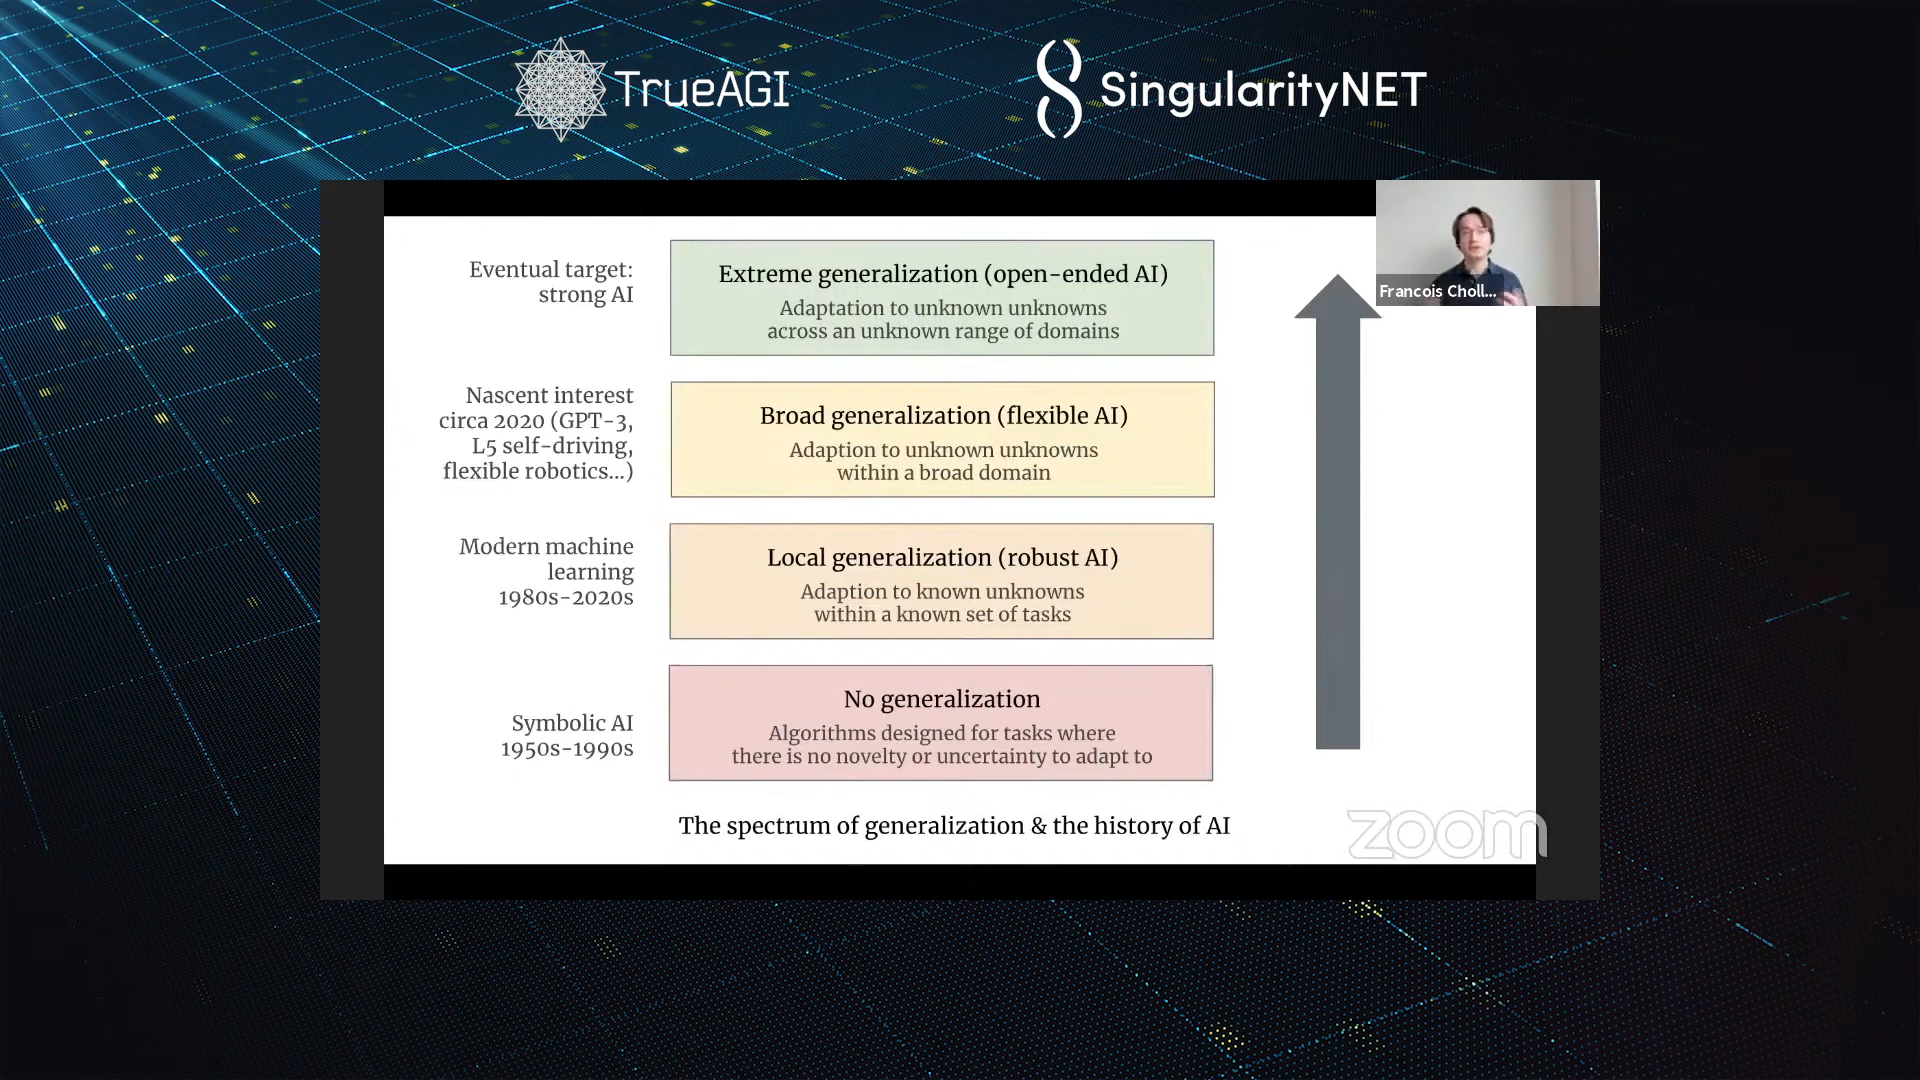 TrueAGI
SingularityNET
Francois Choll...
Eventual target:
strong AI
Extreme generalization (open-ended AI)
Adaptation to unknown unknowns
across an unknown range of domains
Nascent interest
circa 2020 (GPT-3,
L5 self-driving,
flexible robotics...)
Broad generalization (flexible AI)
Adaption to unknown unknowns
within a broad domain
Modern machine
learning
1980s-2020s
Local generalization (robust AI)
Adaption to known unknowns
within a known set of tasks
Symbolic AI
1950s-1990s
No generalization
Algorithms designed for tasks where
there is no novelty or uncertainty to adapt to
The spectrum of generalization & the history of AI
zoom